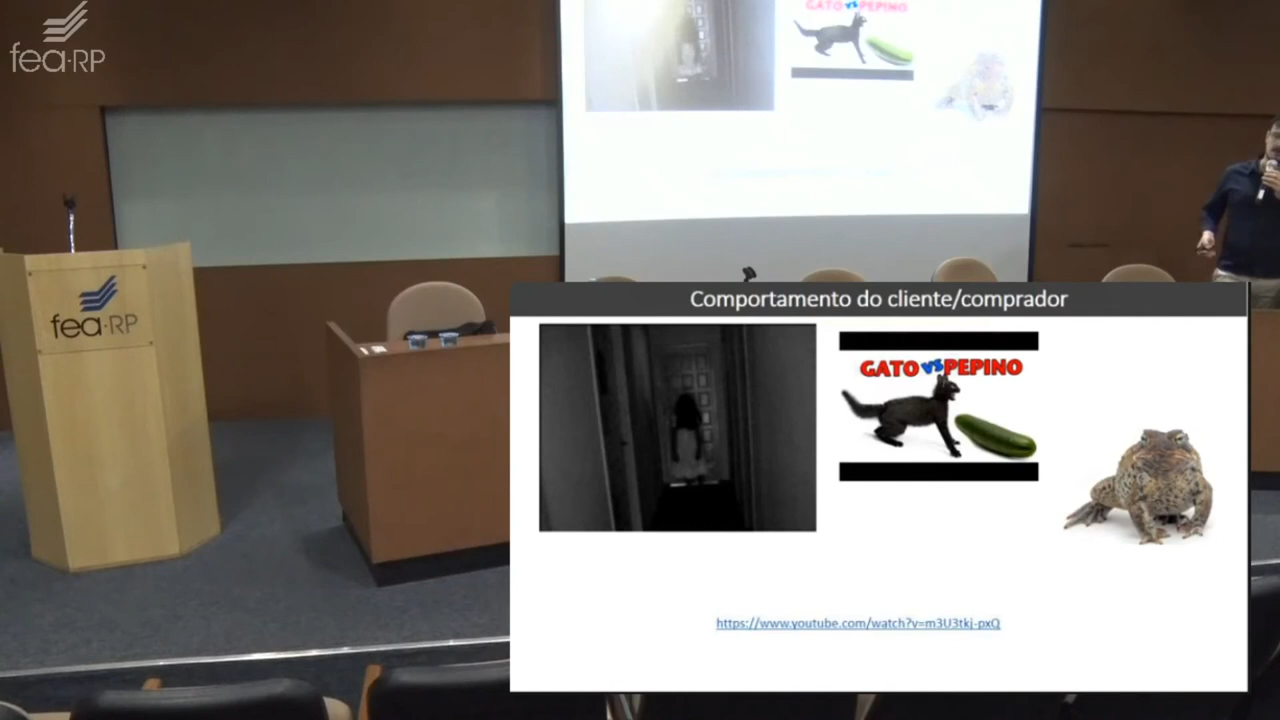 fea-RP
GATO VS PEPINO
fea-RP
Comportamento do cliente/comprador
GATO VS PEPINO
https://www.youtube.com/watch?v=m3U3tkj-pxQ